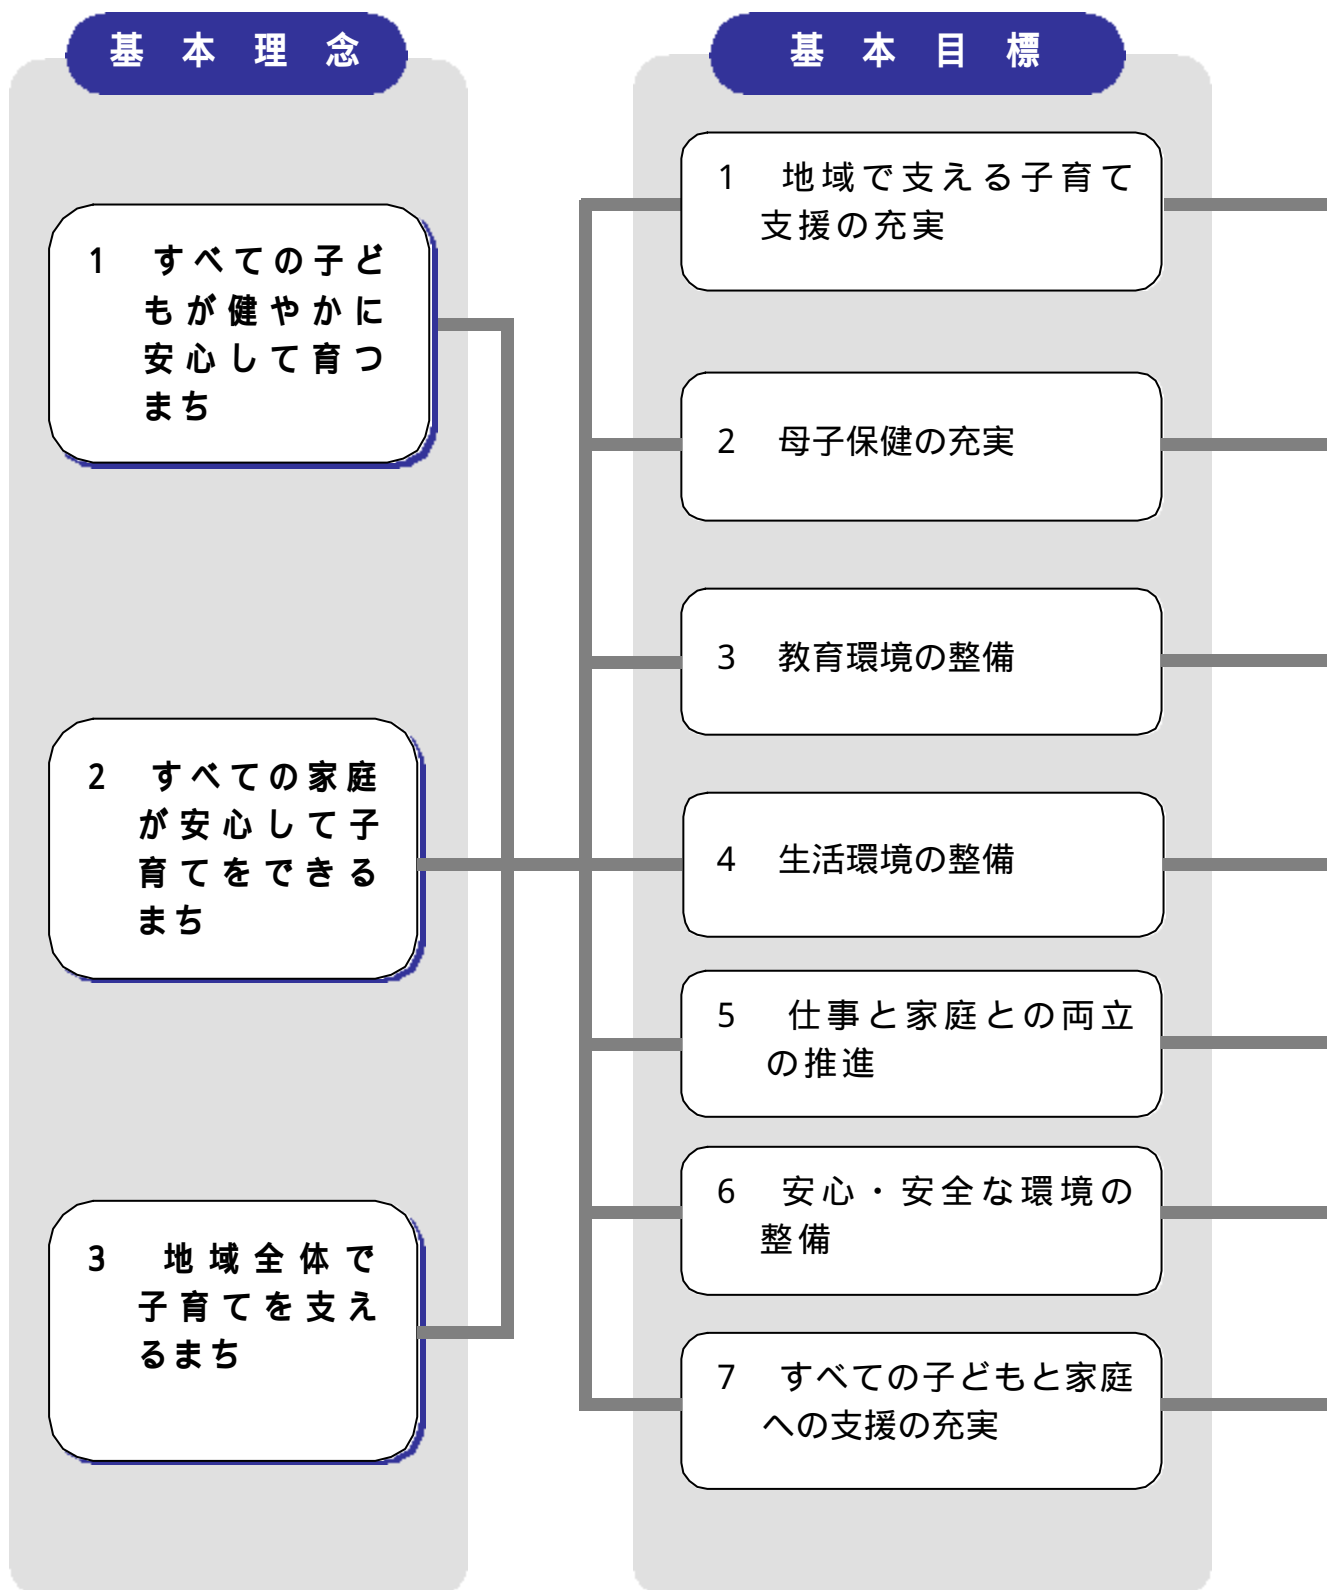 基本理念
1 すべての子ど
もが健やかに
安心して育つ
まち
2 すべての家庭
が安心して子
育てをできる
まち
3 地域全体で
子育てを支え
るまち
基本目標
1 地域で支える子育て
支援の充実
2 母子保健の充実
3 教育環境の整備
4 生活環境の整備
5 仕事と家庭との両立
の推進
6 安心・安全な環境の
整備
7 すべての子どもと家庭
への支援の充実